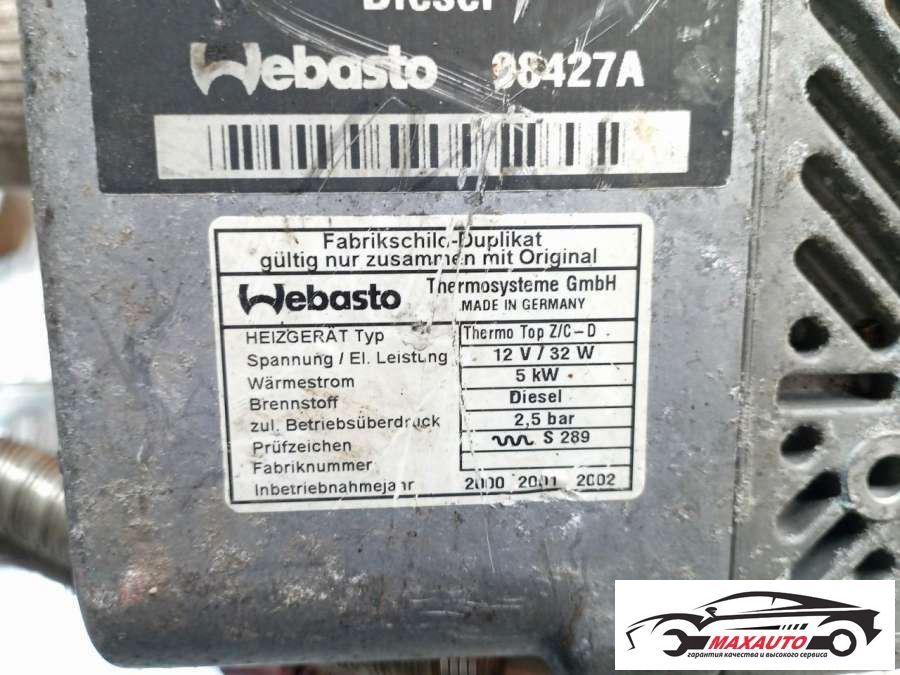 Diesel
Webasto 98427A
Fabrikschild-Duplikat
gültig nur zusammen mit Original
Webasto Thermosysteme GmbH
MADE IN GERMANY
HEIZGERÄT Typ Thermo Top Z/C-D
Spannung / El. Leistung 12 V / 32 W
Wärmestrom 5 kW
Brennstoff Diesel
zul. Betriebsüberdruck 2,5 bar
Prüfzeichen S 289
Fabriknummer
Inbetriebnahmejahr 2000 2001 2002
MAXAUTO
гарантия качества и высокого сервиса